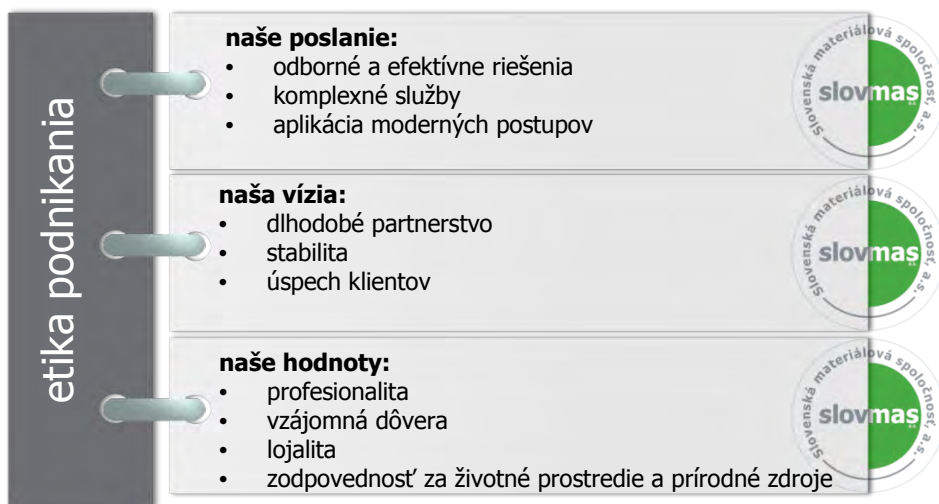 etika podnikania
naše poslanie:
• odborné a efektívne riešenia
• komplexné služby
• aplikácia moderných postupov
Slovenská materiálová spoločnosť, a.s.
slovmas
naša vízia:
• dlhodobé partnerstvo
• stabilita
• úspech klientov
Slovenská materiálová spoločnosť, a.s.
slovmas
naše hodnoty:
• profesionalita
• vzájomná dôvera
• lojalita
• zodpovednosť za životné prostredie a prírodné zdroje
Slovenská materiálová spoločnosť, a.s.
slovmas